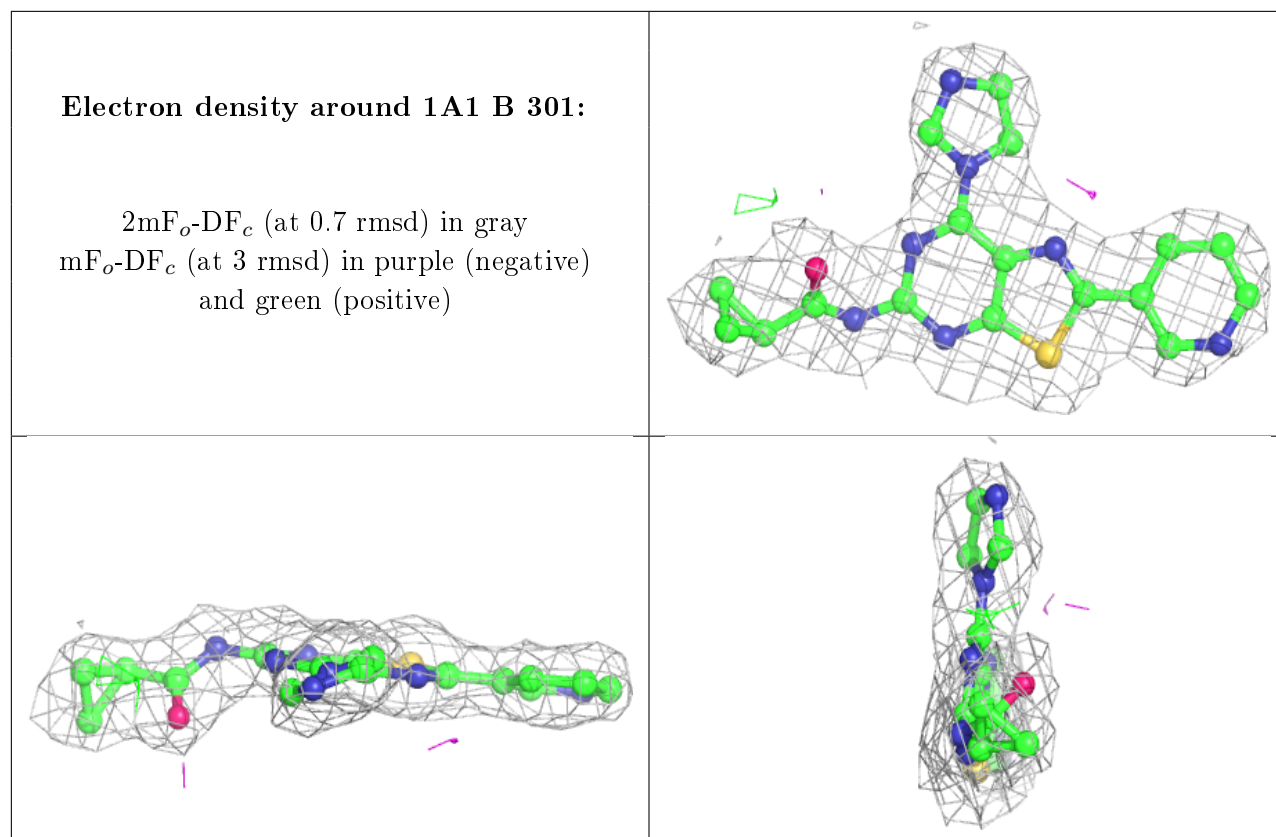 Electron density around 1A1 B 301:
2mFₒ-DF𝒸 (at 0.7 rmsd) in gray
mFₒ-DF𝒸 (at 3 rmsd) in purple (negative)
and green (positive)